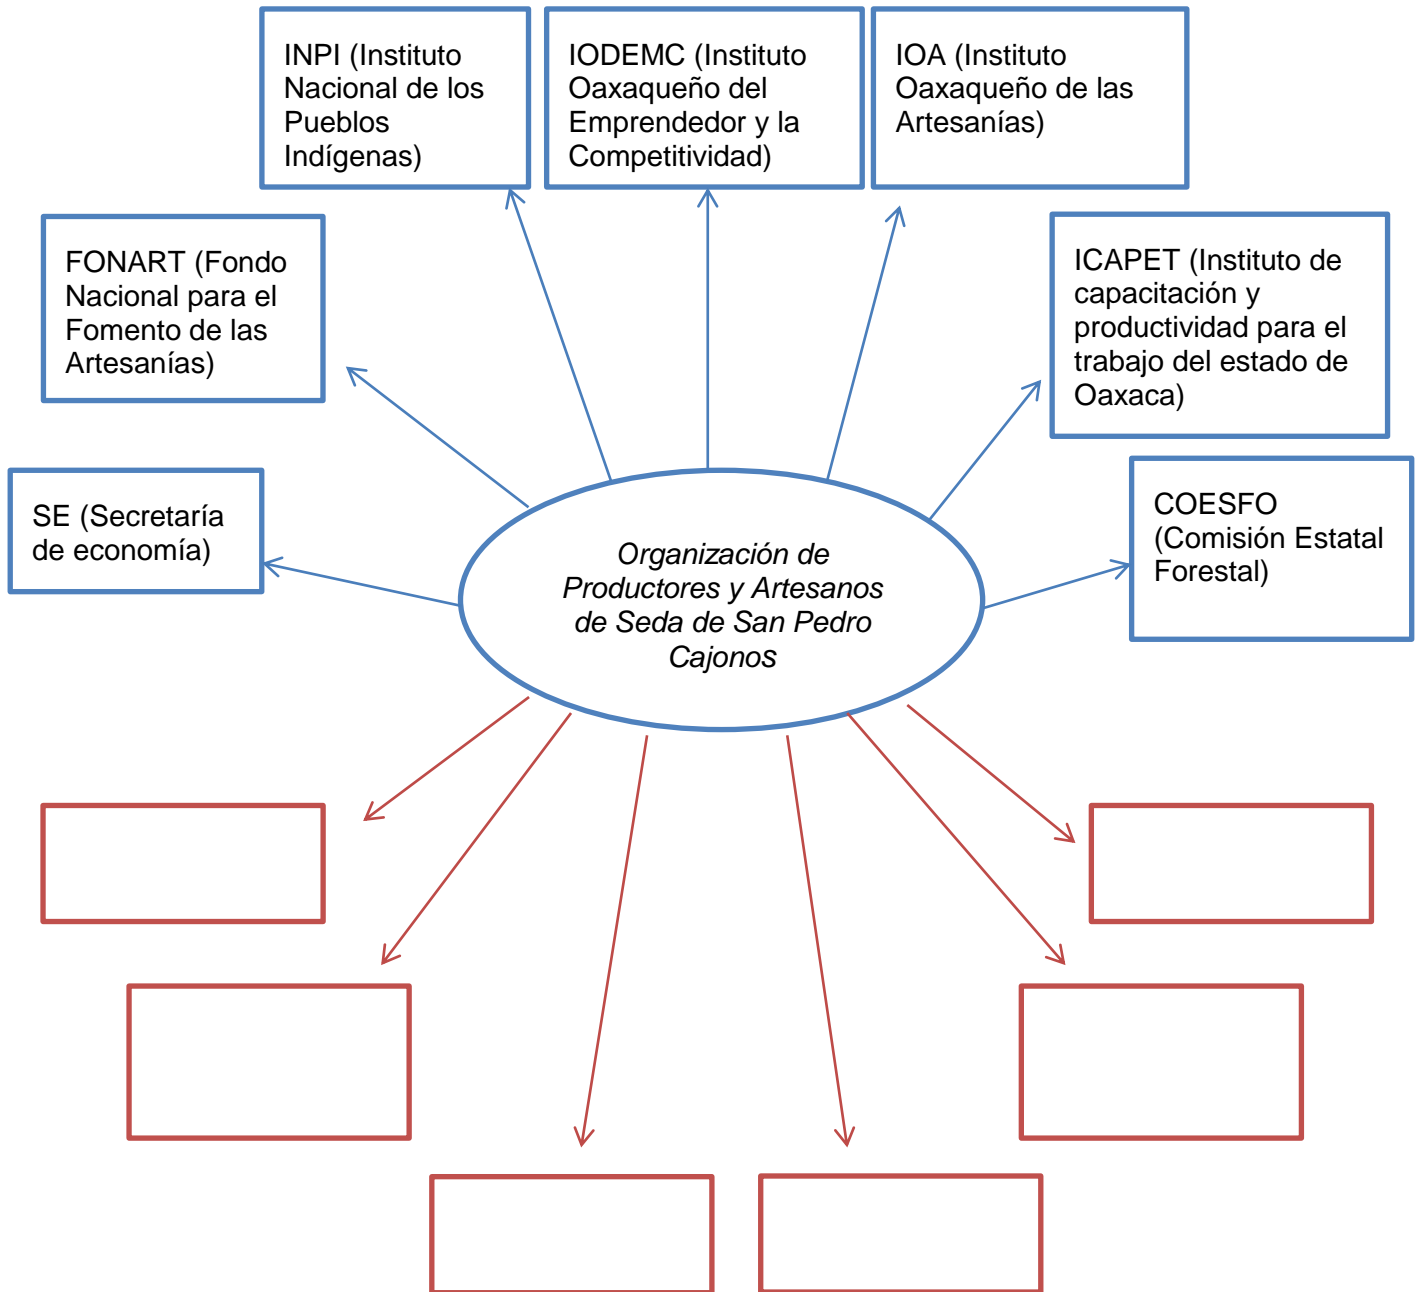 INPI (Instituto
Nacional de los
Pueblos
Indígenas)
IODEMC (Instituto
Oaxaqueño del
Emprendedor y la
Competitividad)
IOA (Instituto
Oaxaqueño de las
Artesanías)
FONART (Fondo
Nacional para el
Fomento de las
Artesanías)
ICAPET (Instituto de
capacitación y
productividad para el
trabajo del estado de
Oaxaca)
SE (Secretaría
de economía)
COESFO
(Comisión Estatal
Forestal)
Organización de
Productores y Artesanos
de Seda de San Pedro
Cajonos